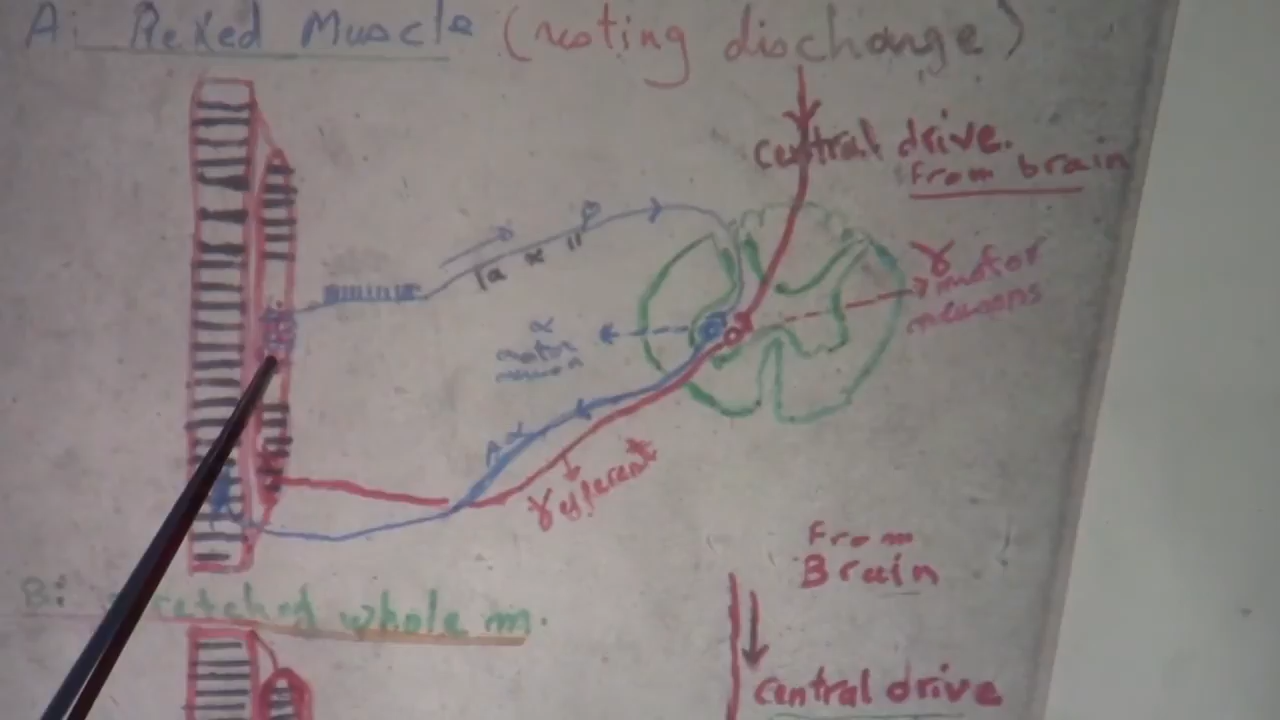 A: Relxed Muscle (resting discharge)
central drive.
From brain
Ia
γ
motor
neurons
α
motor
neuron
Aα
γ efferent
From
Brain
B: stretched whole m.
central drive